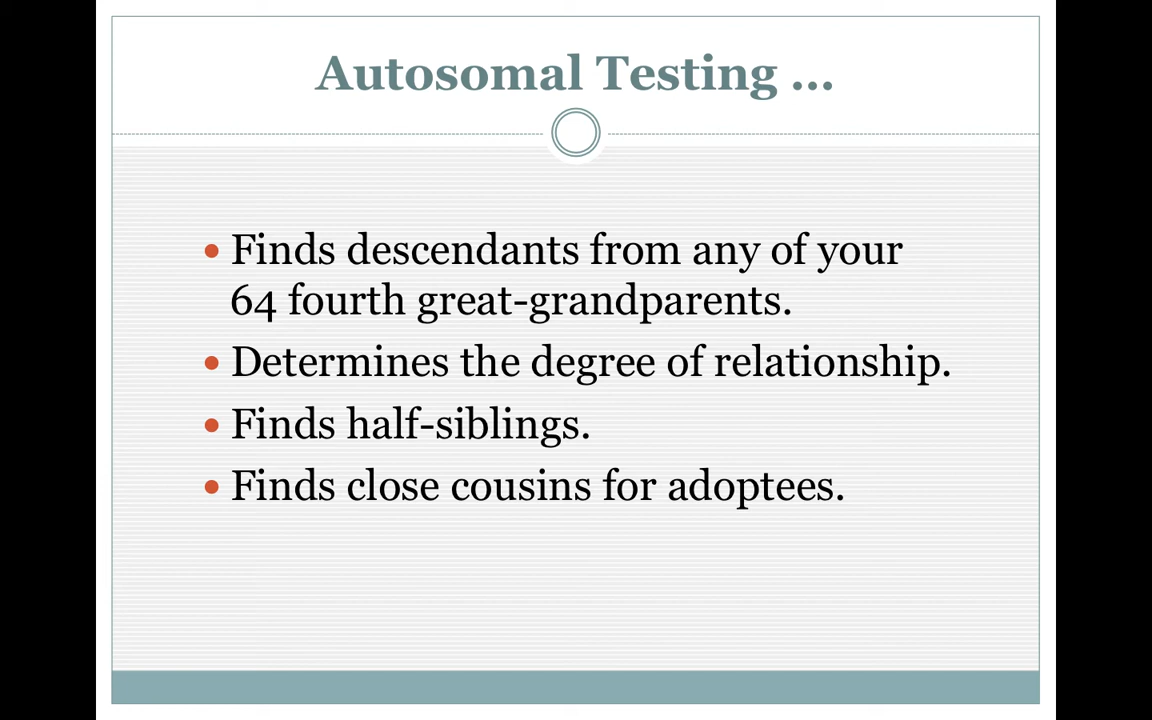 Autosomal Testing ...
• Finds descendants from any of your
64 fourth great-grandparents.
• Determines the degree of relationship.
• Finds half-siblings.
• Finds close cousins for adoptees.